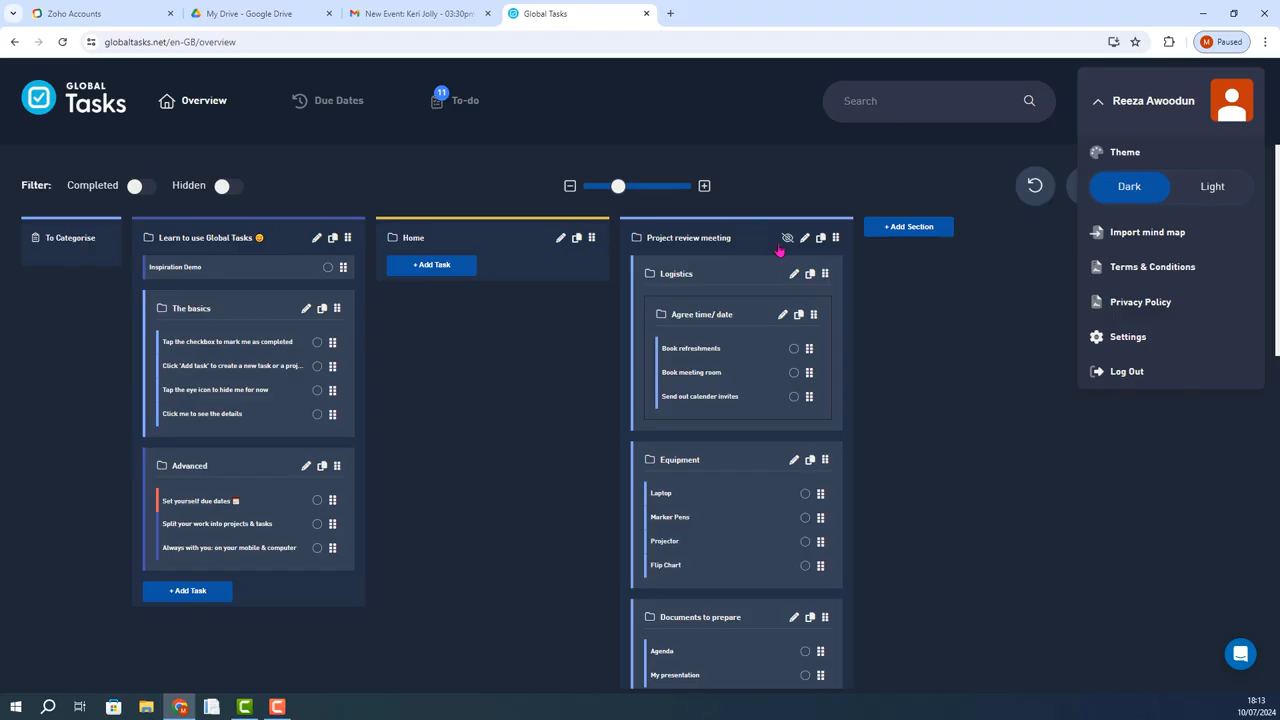 Zoho Accounts
My Drive - Google Drive
New Event: Keri Jolly - 03:30pm
Global Tasks
globaltasks.net/en-GB/overview
M Paused
GLOBAL Tasks
Overview
Due Dates
11
To-do
Search
Reeza Awoodun
Theme
Dark
Light
Import mind map
Terms & Conditions
Privacy Policy
Settings
Log Out
Filter: Completed Hidden
To Categorise
Learn to use Global Tasks 😊
Inspiration Demo
The basics
Tap the checkbox to mark me as completed
Click 'Add task' to create a new task or a proj...
Tap the eye icon to hide me for now
Click me to see the details
Advanced
Set yourself due dates 📅
Split your work into projects & tasks
Always with you: on your mobile & computer
+ Add Task
Home
+ Add Task
Project review meeting
Logistics
Agree time/ date
Book refreshments
Book meeting room
Send out calender invites
Equipment
Laptop
Marker Pens
Projector
Flip Chart
Documents to prepare
Agenda
My presentation
+ Add Section
18:13
10/07/2024